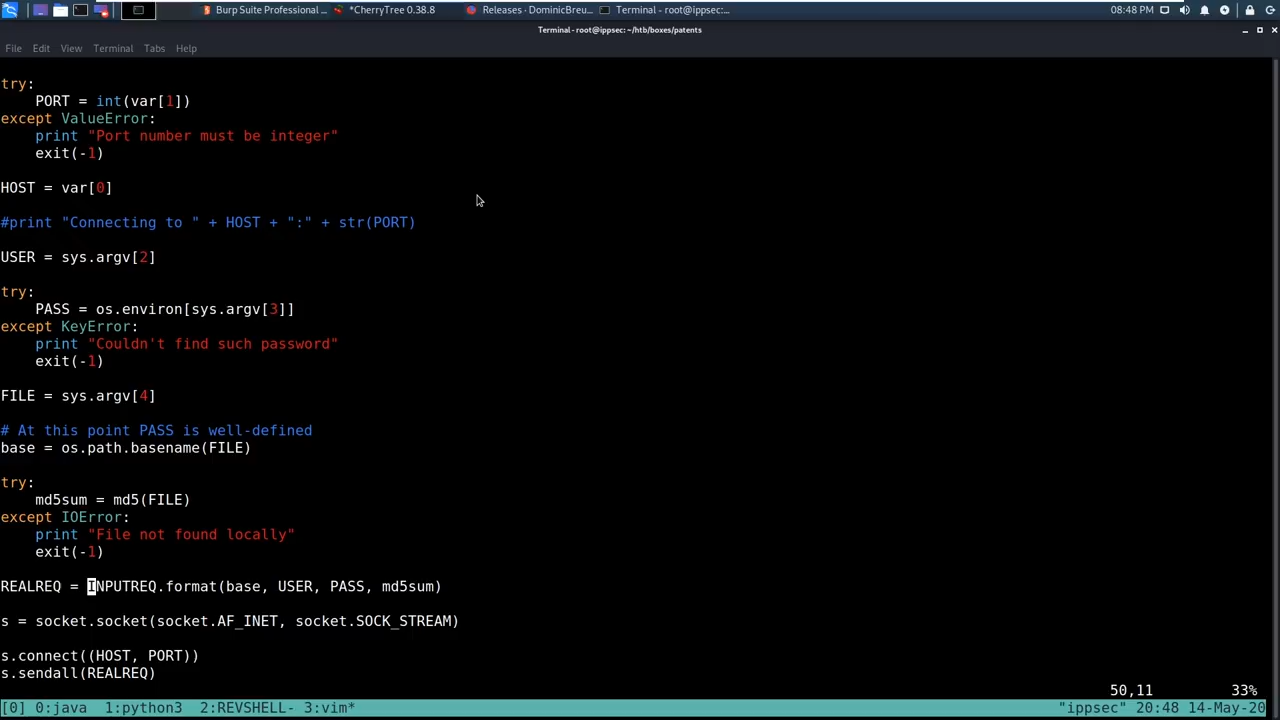 Burp Suite Professional ... *CherryTree 0.38.8 Releases · DominicBreu... Terminal - root@ippsec:... 08:48 PM
Terminal - root@ippsec: ~/htb/boxes/patents
File Edit View Terminal Tabs Help
try:
    PORT = int(var[1])
except ValueError:
    print "Port number must be integer"
    exit(-1)
HOST = var[0]
#print "Connecting to " + HOST + ":" + str(PORT)
USER = sys.argv[2]
try:
    PASS = os.environ[sys.argv[3]]
except KeyError:
    print "Couldn't find such password"
    exit(-1)
FILE = sys.argv[4]
# At this point PASS is well-defined
base = os.path.basename(FILE)
try:
    md5sum = md5(FILE)
except IOError:
    print "File not found locally"
    exit(-1)
REALREQ = INPUTREQ.format(base, USER, PASS, md5sum)
s = socket.socket(socket.AF_INET, socket.SOCK_STREAM)
s.connect((HOST, PORT))
s.sendall(REALREQ)
50,11 33%
[0] 0:java 1:python3 2:REVSHELL- 3:vim* "ippsec" 20:48 14-May-20